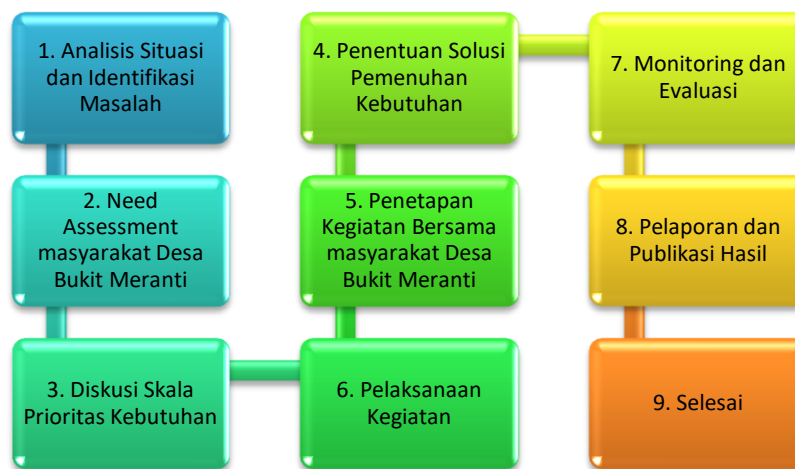 1. Analisis Situasi
dan Identifikasi
Masalah
2. Need
Assessment
masyarakat Desa
Bukit Meranti
3. Diskusi Skala
Prioritas Kebutuhan
4. Penentuan Solusi
Pemenuhan
Kebutuhan
5. Penetapan
Kegiatan Bersama
masyarakat Desa
Bukit Meranti
6. Pelaksanaan
Kegiatan
7. Monitoring dan
Evaluasi
8. Pelaporan dan
Publikasi Hasil
9. Selesai